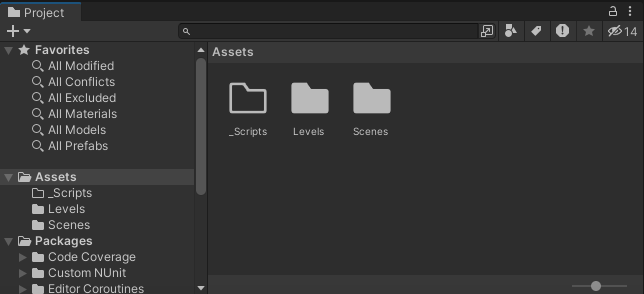 Project
14
Favorites
All Modified
All Conflicts
All Excluded
All Materials
All Models
All Prefabs
Assets
_Scripts
Levels
Scenes
Packages
Code Coverage
Custom NUnit
Editor Coroutines
Assets
_Scripts
Levels
Scenes